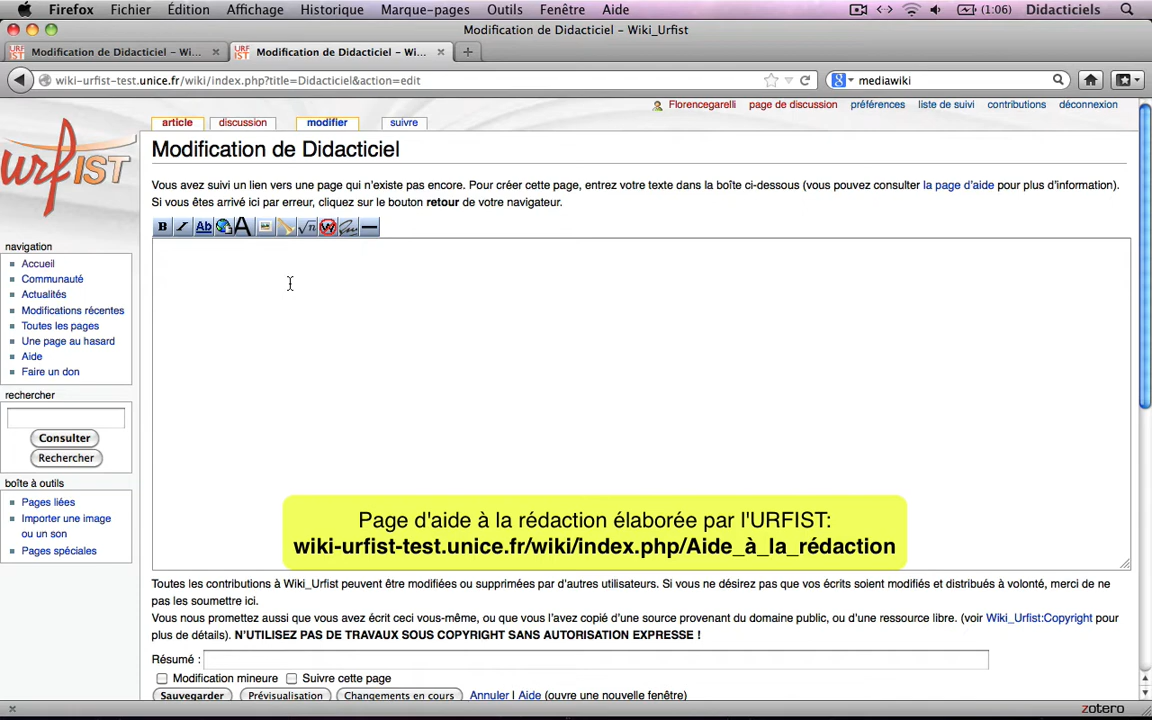 Firefox Fichier Édition Affichage Historique Marque-pages Outils Fenêtre Aide (1:06) Didacticiels
Modification de Didacticiel – Wiki_Urfist
URFIST Modification de Didacticiel – Wi... URFIST Modification de Didacticiel – Wi...
wiki-urfist-test.unice.fr/wiki/index.php?title=Didacticiel&action=edit mediawiki
Florencegarelli page de discussion préférences liste de suivi contributions déconnexion
article discussion modifier suivre
urfIST
Modification de Didacticiel
Vous avez suivi un lien vers une page qui n'existe pas encore. Pour créer cette page, entrez votre texte dans la boîte ci-dessous (vous pouvez consulter la page d'aide pour plus d'information).
Si vous êtes arrivé ici par erreur, cliquez sur le bouton retour de votre navigateur.
B I Ab A √n W
navigation
Accueil
Communauté
Actualités
Modifications récentes
Toutes les pages
Une page au hasard
Aide
Faire un don
rechercher
Consulter
Rechercher
boîte à outils
Pages liées
Importer une image
ou un son
Pages spéciales
Page d'aide à la rédaction élaborée par l'URFIST:
wiki-urfist-test.unice.fr/wiki/index.php/Aide_à_la_rédaction
Toutes les contributions à Wiki_Urfist peuvent être modifiées ou supprimées par d'autres utilisateurs. Si vous ne désirez pas que vos écrits soient modifiés et distribués à volonté, merci de ne
pas les soumettre ici.
Vous nous promettez aussi que vous avez écrit ceci vous-même, ou que vous l'avez copié d'une source provenant du domaine public, ou d'une ressource libre. (voir Wiki_Urfist:Copyright pour
plus de détails). N'UTILISEZ PAS DE TRAVAUX SOUS COPYRIGHT SANS AUTORISATION EXPRESSE !
Résumé :
Modification mineure Suivre cette page
Sauvegarder Prévisualisation Changements en cours Annuler | Aide (ouvre une nouvelle fenêtre)
zotero